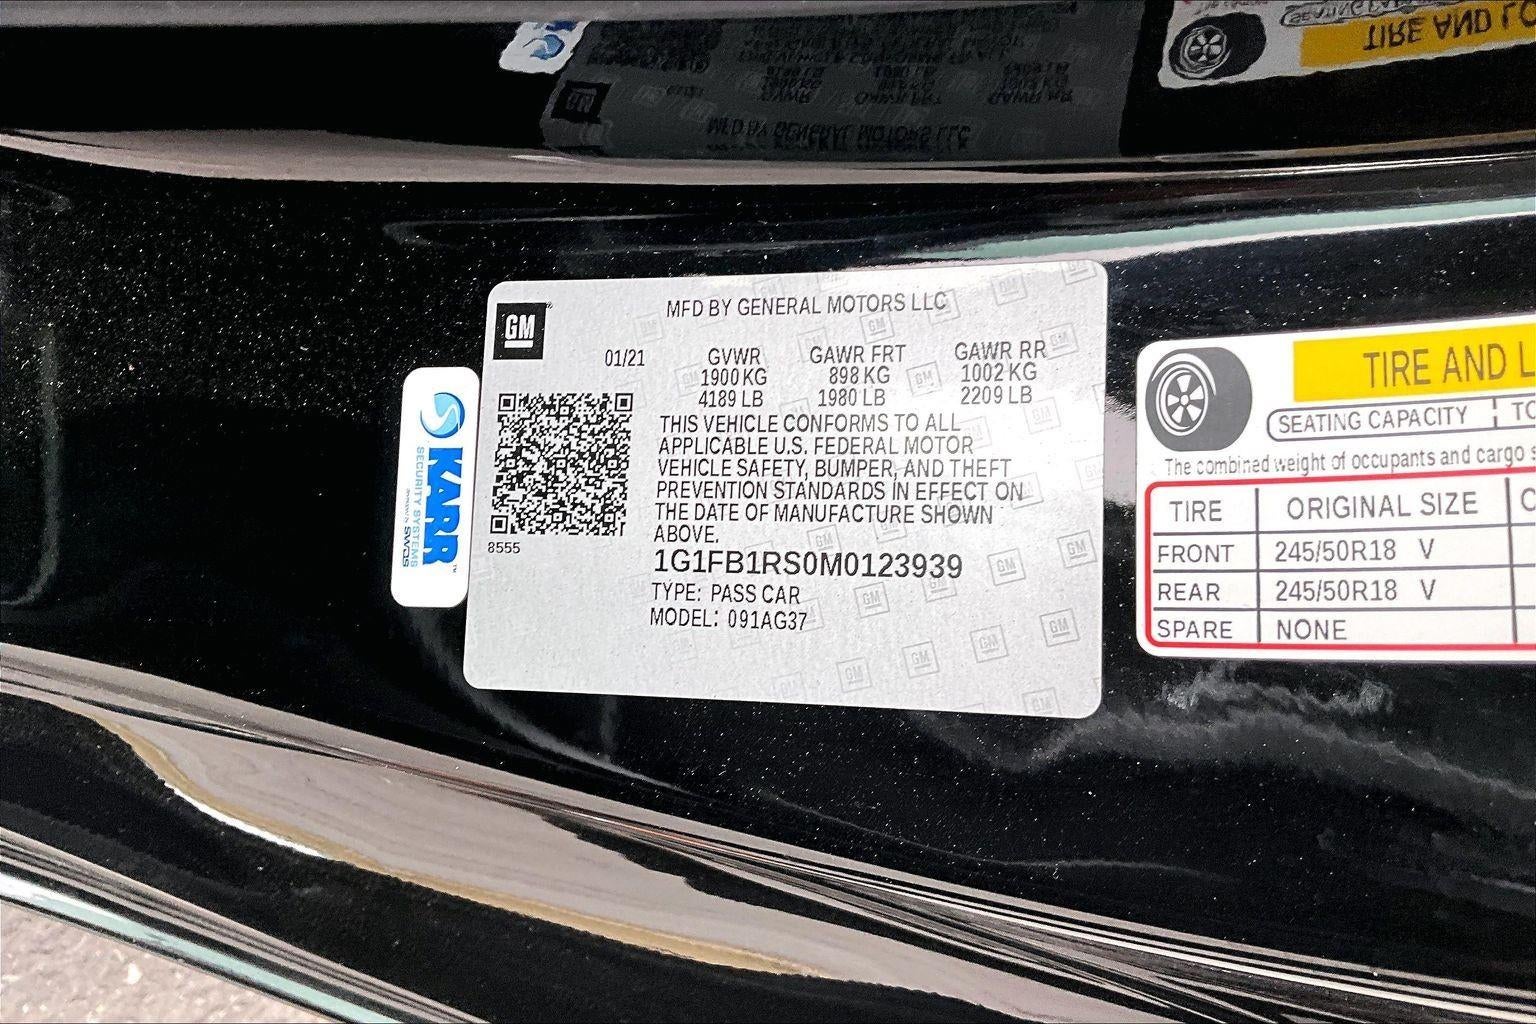 GM
MFD BY GENERAL MOTORS LLC
01/21 GVWR GAWR FRT GAWR RR
1900 KG 898 KG 1002 KG
4189 LB 1980 LB 2209 LB
THIS VEHICLE CONFORMS TO ALL
APPLICABLE U.S. FEDERAL MOTOR
VEHICLE SAFETY, BUMPER, AND THEFT
PREVENTION STANDARDS IN EFFECT ON
THE DATE OF MANUFACTURE SHOWN
ABOVE.
8555
1G1FB1RS0M0123939
TYPE: PASS CAR
MODEL: 091AG37
KARR™
SECURITY SYSTEMS
SWDS
TIRE AND L
SEATING CAPACITY TO
The combined weight of occupants and cargo s
TIRE ORIGINAL SIZE C
FRONT 245/50R18 V
REAR 245/50R18 V
SPARE NONE